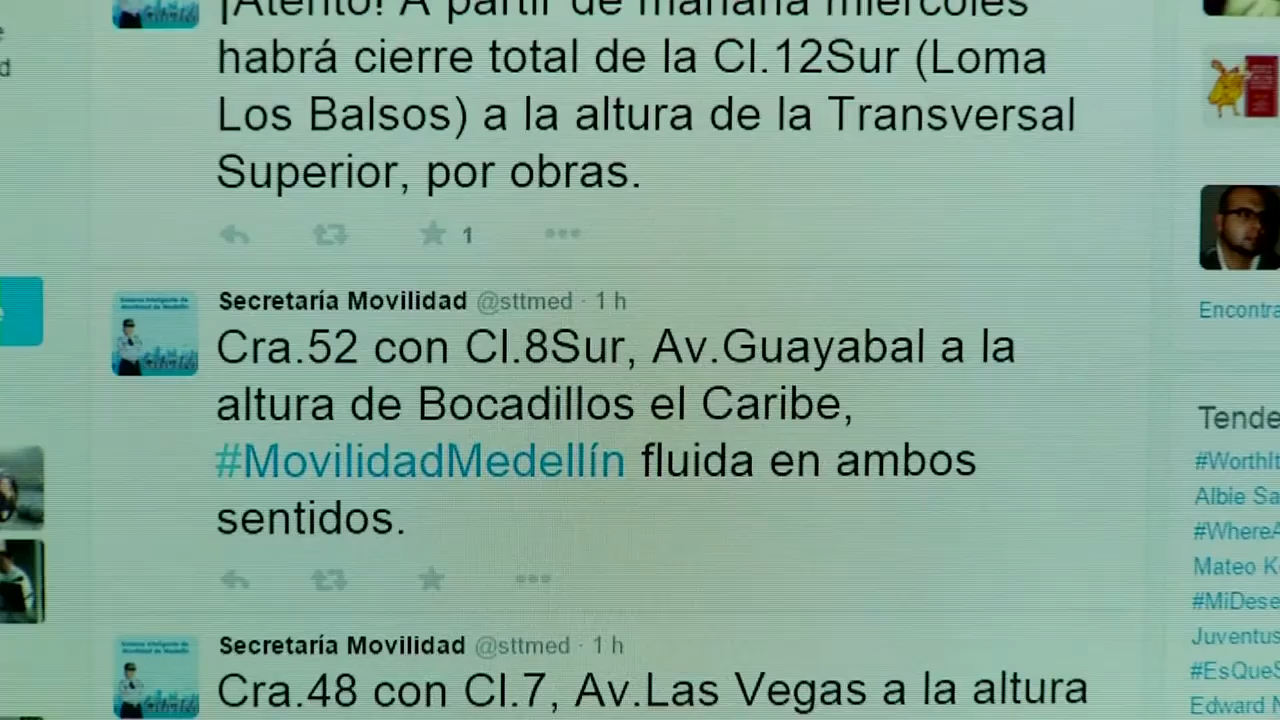 ¡Atento! A partir de mañana miércoles
habrá cierre total de la Cl.12Sur (Loma
Los Balsos) a la altura de la Transversal
Superior, por obras.
1
Secretaría Movilidad @sttmed · 1 h
Cra.52 con Cl.8Sur, Av.Guayabal a la
altura de Bocadillos el Caribe,
#MovilidadMedellín fluida en ambos
sentidos.
Secretaría Movilidad @sttmed · 1 h
Cra.48 con Cl.7, Av.Las Vegas a la altura
Encontra
Tende
#WorthIt
Albie Sa
#WhereA
Mateo K
#MiDese
Juventus
#EsQueS
Edward